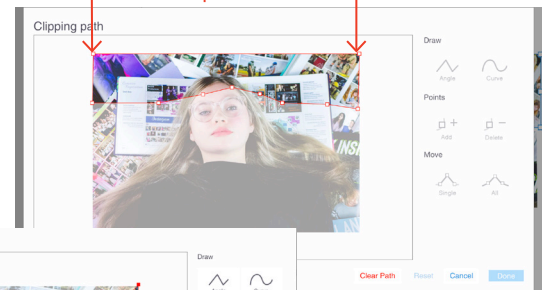 Clipping path
Draw
Angle Curve
Points
Add Delete
Move
Single All
Clear Path Reset Cancel Done
Draw